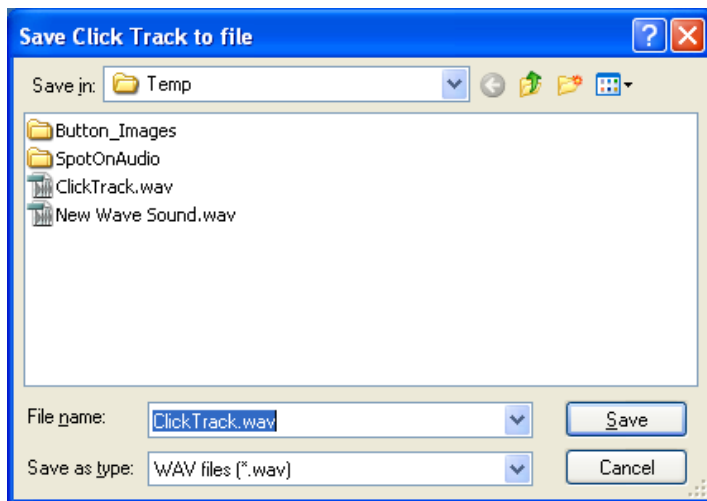 Save Click Track to file
Save in: Temp
Button_Images
SpotOnAudio
ClickTrack.wav
New Wave Sound.wav
File name: ClickTrack.wav Save
Save as type: WAV files (*.wav) Cancel